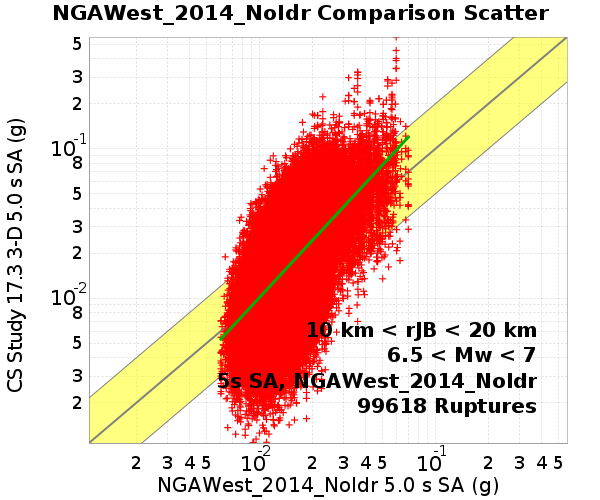 NGAWest_2014_NoIdr Comparison Scatter
CS Study 17.3 3-D 5.0 s SA (g)
5
3
2
10-1
8
5
3
2
10-2
8
5
3
2
10 km < rJB < 20 km
6.5 < Mw < 7
5s SA, NGAWest_2014_NoIdr
99618 Ruptures
2 3 4 5 10-2 2 3 4 5 10-1 2 3 4 5
NGAWest_2014_NoIdr 5.0 s SA (g)